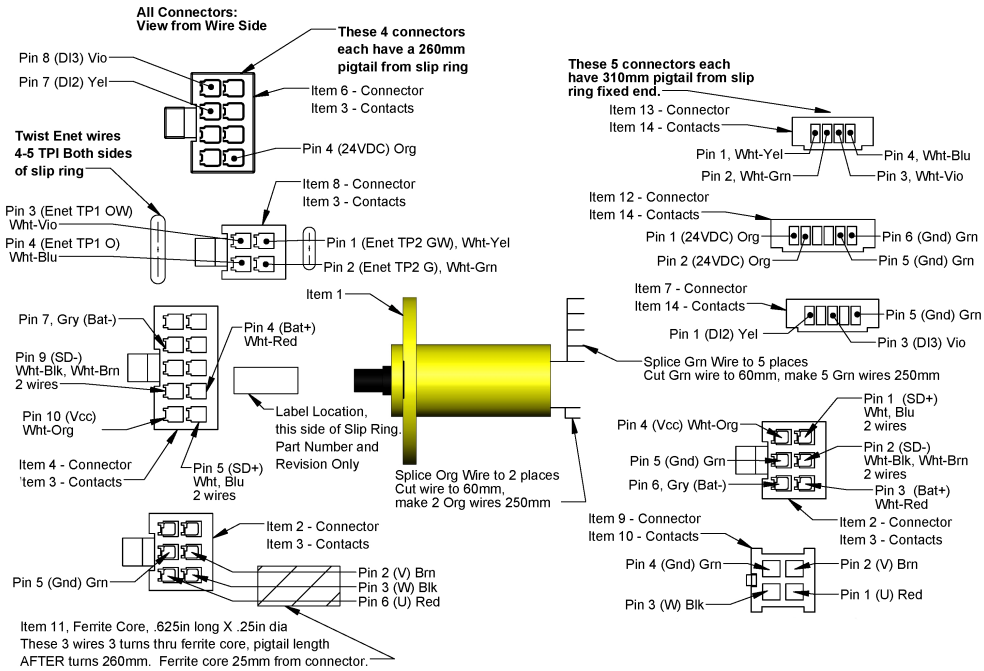 All Connectors:
View from Wire Side
These 4 connectors
each have a 260mm
pigtail from slip ring
Pin 8 (DI3) Vio
Pin 7 (DI2) Yel
Item 6 - Connector
Item 3 - Contacts
Pin 4 (24VDC) Org
Twist Enet wires
4-5 TPI Both sides
of slip ring
Item 8 - Connector
Item 3 - Contacts
Pin 3 (Enet TP1 OW)
Wht-Vio
Pin 4 (Enet TP1 O)
Wht-Blu
Pin 1 (Enet TP2 GW), Wht-Yel
Pin 2 (Enet TP2 G), Wht-Grn
Item 1
Pin 7, Gry (Bat-)
Pin 4 (Bat+)
Wht-Red
Pin 9 (SD-)
Wht-Blk, Wht-Brn
2 wires
Pin 10 (Vcc)
Wht-Org
Item 4 - Connector
Item 3 - Contacts
Pin 5 (SD+)
Wht, Blu
2 wires
Label Location,
this side of Slip Ring.
Part Number and
Revision Only
Splice Org Wire to 2 places
Cut wire to 60mm,
make 2 Org wires 250mm
Item 2 - Connector
Item 3 - Contacts
Pin 5 (Gnd) Grn
Pin 2 (V) Brn
Pin 3 (W) Blk
Pin 6 (U) Red
Item 11, Ferrite Core, .625in long X .25in dia
These 3 wires 3 turns thru ferrite core, pigtail length
AFTER turns 260mm. Ferrite core 25mm from connector.
These 5 connectors each
have 310mm pigtail from slip
ring fixed end.
Item 13 - Connector
Item 14 - Contacts
Pin 1, Wht-Yel
Pin 2, Wht-Grn
Pin 4, Wht-Blu
Pin 3, Wht-Vio
Item 12 - Connector
Item 14 - Contacts
Pin 1 (24VDC) Org
Pin 2 (24VDC) Org
Pin 6 (Gnd) Grn
Pin 5 (Gnd) Grn
Item 7 - Connector
Item 14 - Contacts
Pin 1 (DI2) Yel
Pin 5 (Gnd) Grn
Pin 3 (DI3) Vio
Splice Grn Wire to 5 places
Cut Grn wire to 60mm, make 5 Grn wires 250mm
Pin 4 (Vcc) Wht-Org
Pin 5 (Gnd) Grn
Pin 6, Gry (Bat-)
Pin 1 (SD+)
Wht, Blu
2 wires
Pin 2 (SD-)
Wht-Blk, Wht-Brn
2 wires
Pin 3 (Bat+)
Wht-Red
Item 2 - Connector
Item 3 - Contacts
Item 9 - Connector
Item 10 - Contacts
Pin 4 (Gnd) Grn
Pin 3 (W) Blk
Pin 2 (V) Brn
Pin 1 (U) Red